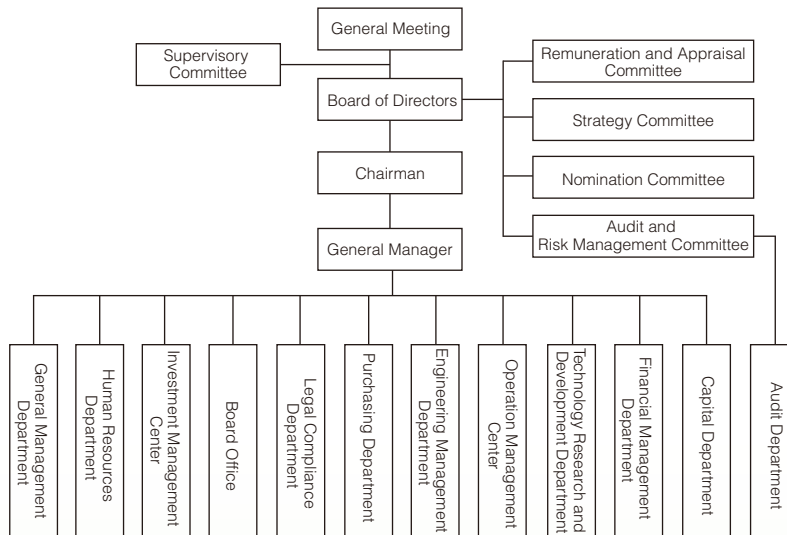 General Meeting
Supervisory
Committee
Remuneration and Appraisal
Committee
Board of Directors
Strategy Committee
Chairman
Nomination Committee
General Manager
Audit and
Risk Management Committee
General Management
Department
Human Resources
Department
Investment Management
Center
Board Office
Legal Compliance
Department
Purchasing Department
Engineering Management
Department
Operation Management
Center
Technology Research and
Development Department
Financial Management
Department
Capital Department
Audit Department